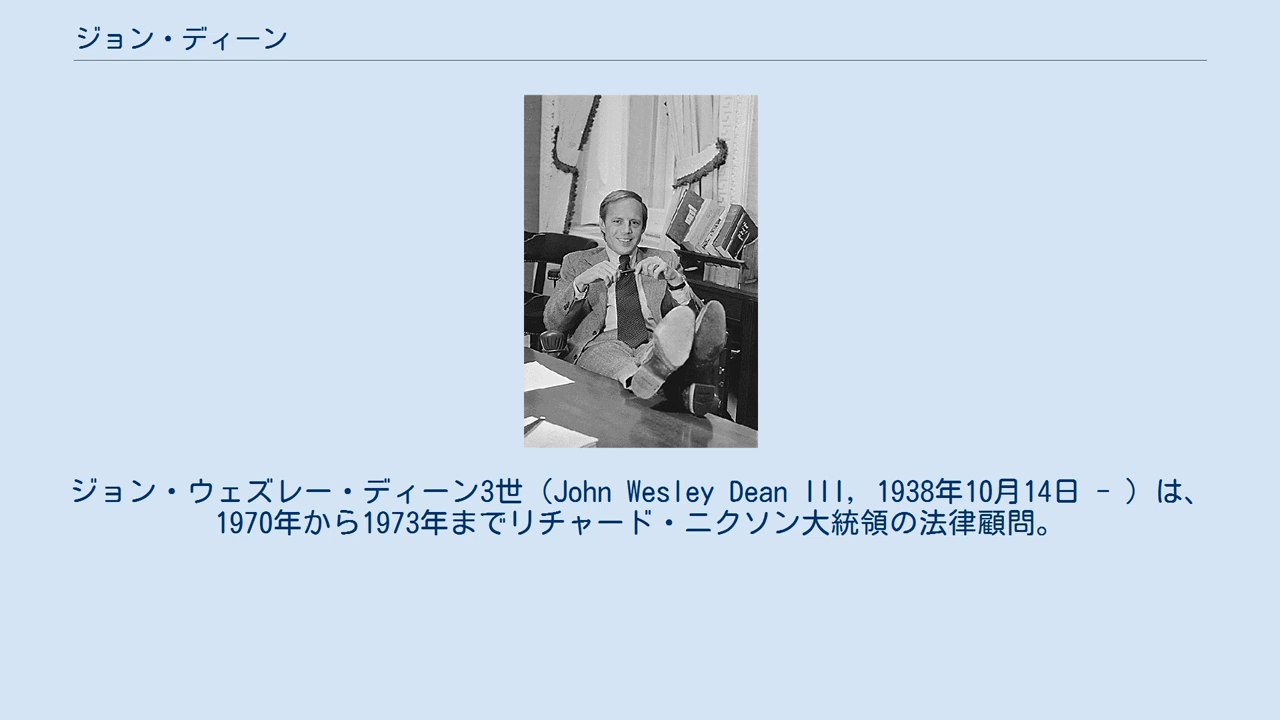 ジョン・ディーン
ジョン・ウェズレー・ディーン3世（John Wesley Dean III, 1938年10月14日 - ）は、
1970年から1973年までリチャード・ニクソン大統領の法律顧問。